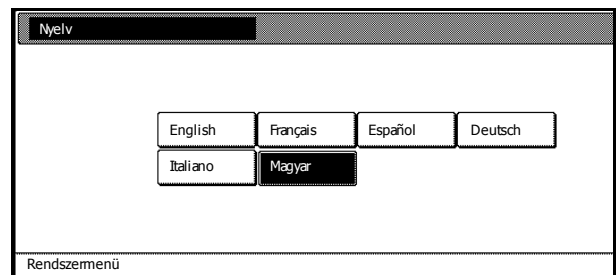 Nyelv
English Français Español Deutsch
Italiano Magyar
Rendszermenü